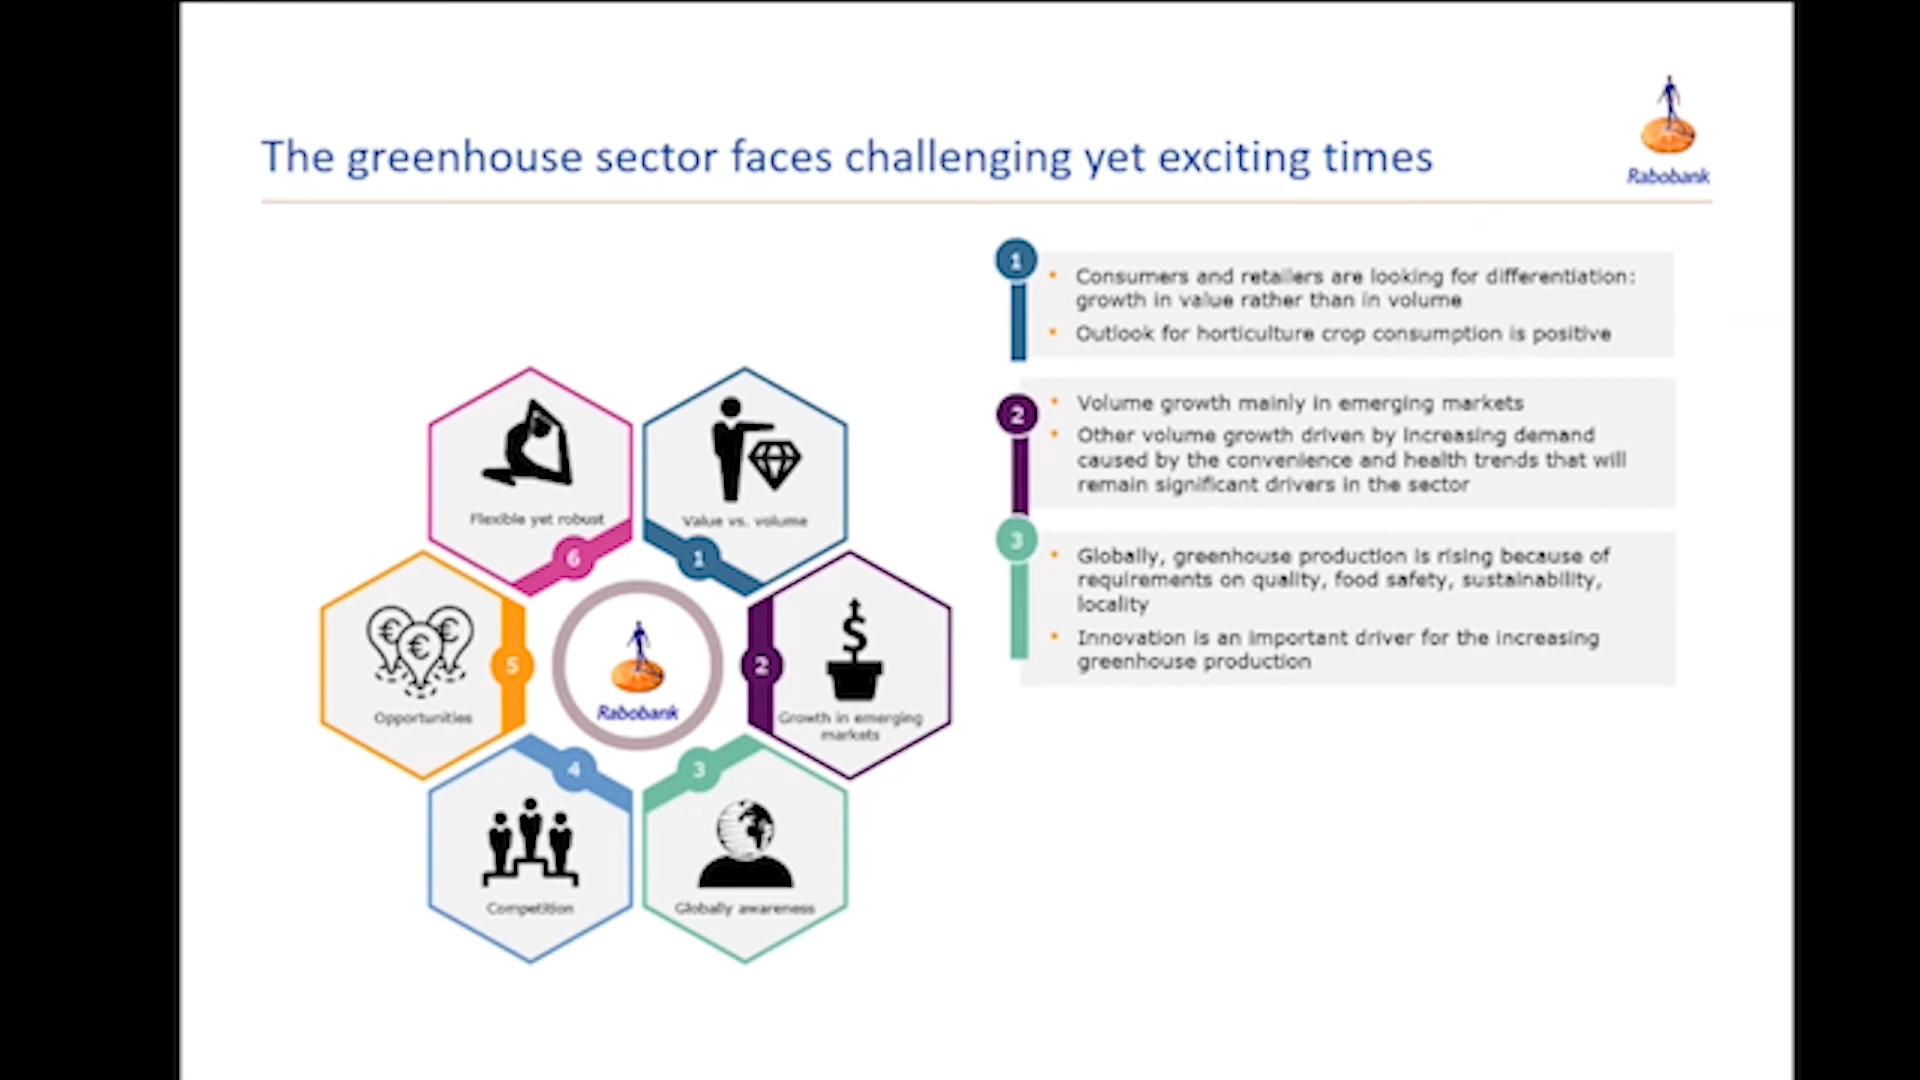 The greenhouse sector faces challenging yet exciting times
Rabobank
1
• Consumers and retailers are looking for differentiation:
growth in value rather than in volume
• Outlook for horticulture crop consumption is positive
2
• Volume growth mainly in emerging markets
• Other volume growth driven by increasing demand
caused by the convenience and health trends that will
remain significant drivers in the sector
3
• Globally, greenhouse production is rising because of
requirements on quality, food safety, sustainability,
locality
• Innovation is an important driver for the increasing
greenhouse production
Flexible yet robust
6
Value vs. volume
1
€ € €
Opportunities
5
Rabobank
2
$
Growth in emerging
markets
4
Competition
3
Globally awareness